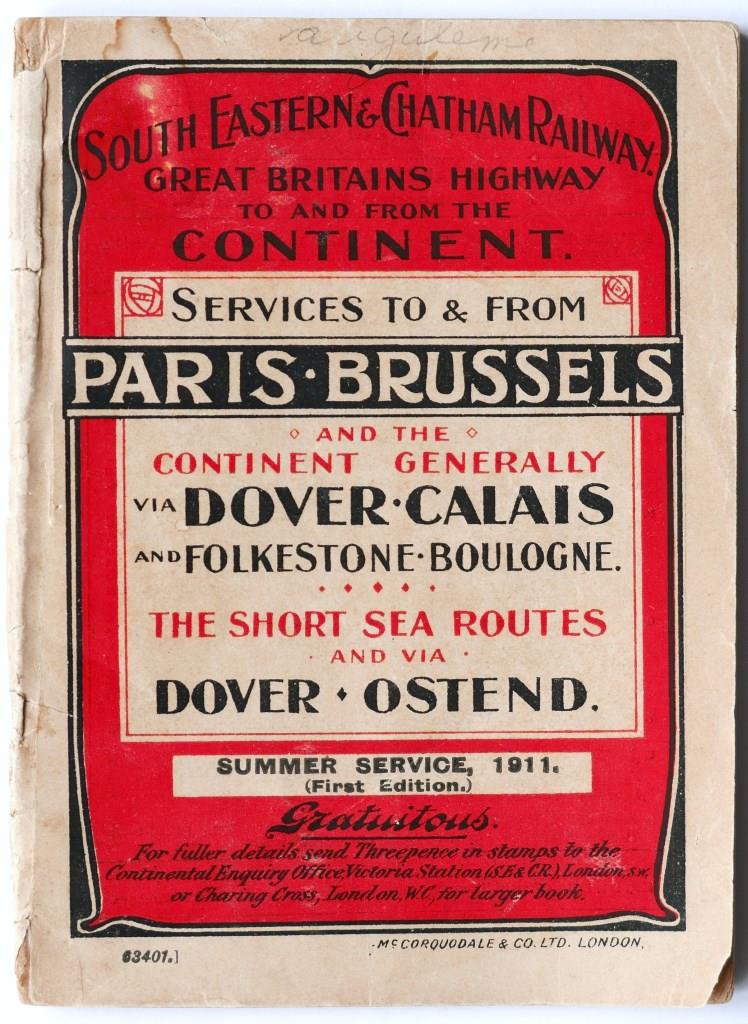 SOUTH EASTERN & CHATHAM RAILWAY.
GREAT BRITAINS HIGHWAY
TO AND FROM THE
CONTINENT.
SERVICES TO & FROM
PARIS · BRUSSELS
AND THE
CONTINENT GENERALLY
VIA DOVER · CALAIS
AND FOLKESTONE · BOULOGNE.
THE SHORT SEA ROUTES
· AND VIA ·
DOVER · OSTEND.
SUMMER SERVICE, 1911.
(First Edition.)
Gratuitous.
For fuller details send Threepence in stamps to the
Continental Enquiry Office, Victoria Station (S.E & C.R.), London, S.W.
or Charing Cross, London, W.C, for larger book.
McCORQUODALE & CO. LTD. LONDON.
63401.]